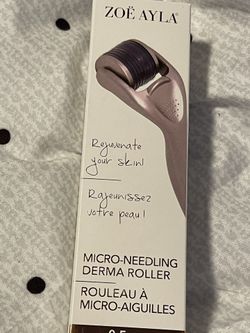 ZOË AYLA
Rejuvenate
your skin!
Rajeunissez
votre peau!
MICRO-NEEDLING
DERMA ROLLER
ROULEAU À
MICRO-AIGUILLES